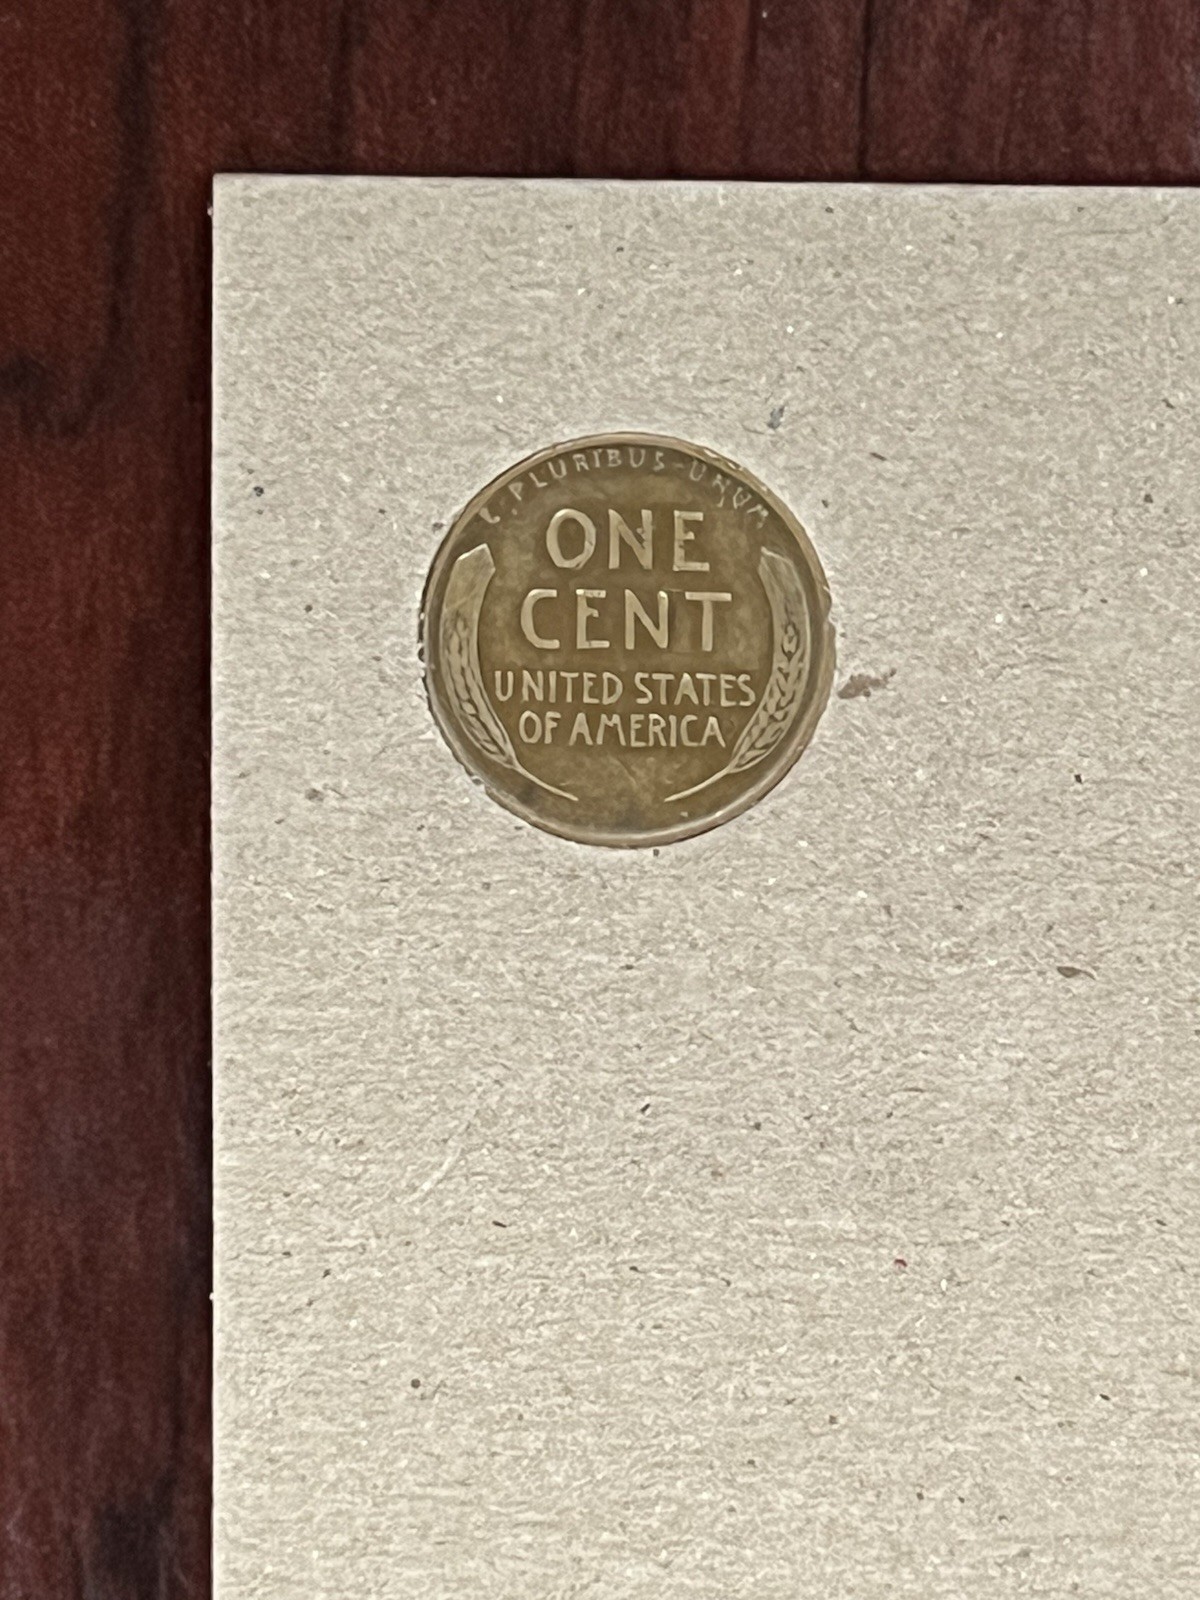 E·PLURIBUS·UNUM
ONE
CENT
UNITED STATES
OF AMERICA